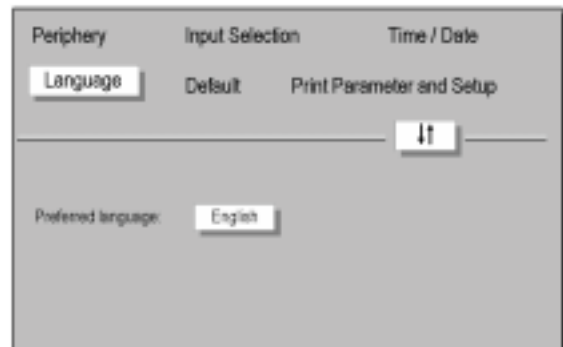 Periphery Input Selection Time / Date
Language Default Print Parameter and Setup
Preferred language: English